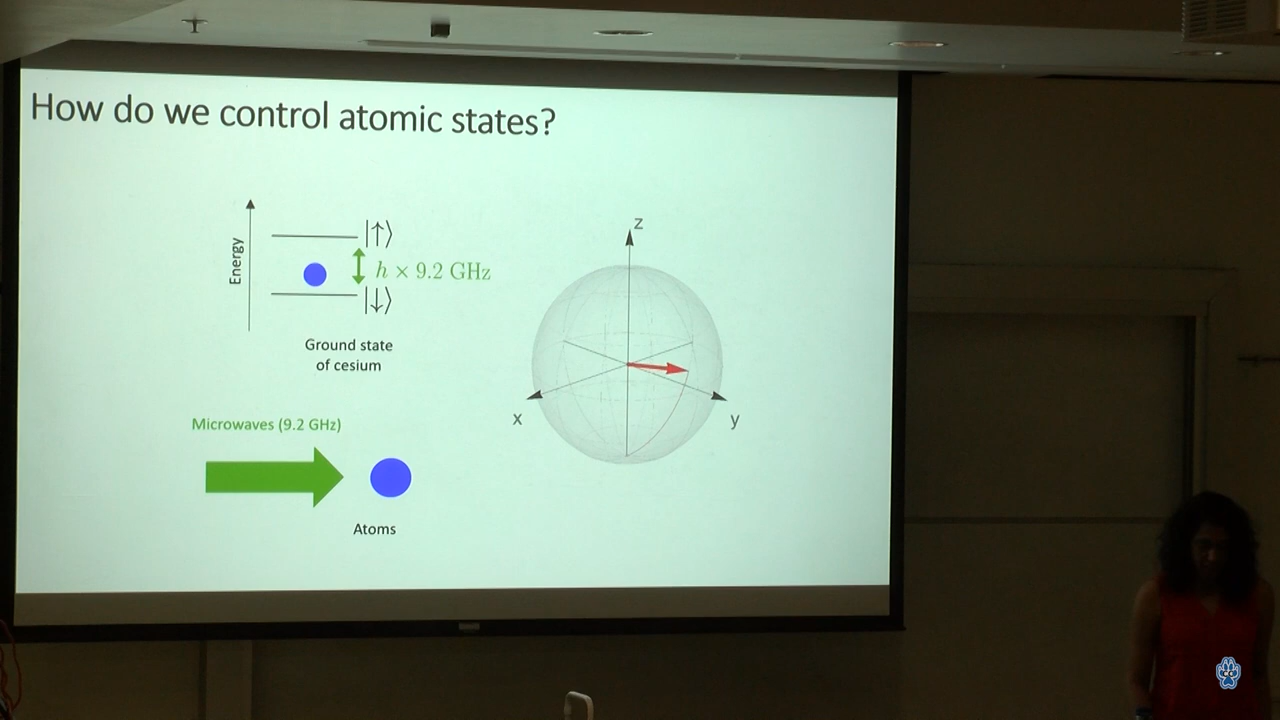 How do we control atomic states?
Energy
|↑⟩
h × 9.2 GHz
|↓⟩
Ground state
of cesium
Microwaves (9.2 GHz)
Atoms
z
x
y